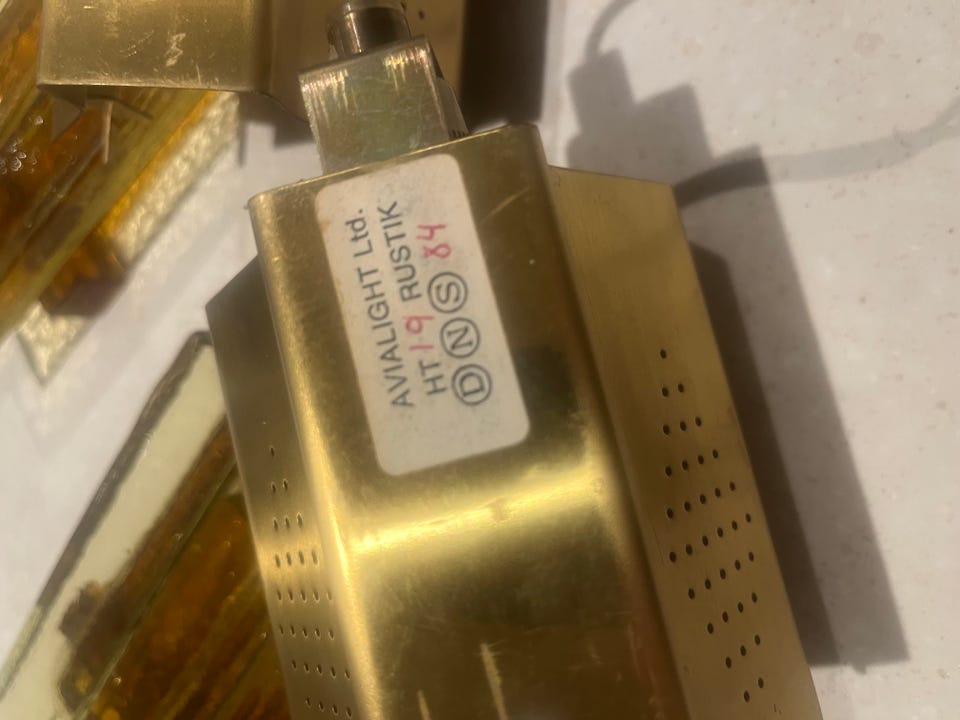 AVIALIGHT Ltd.
HT 19 RUSTIK
Ⓓ Ⓝ Ⓢ 84